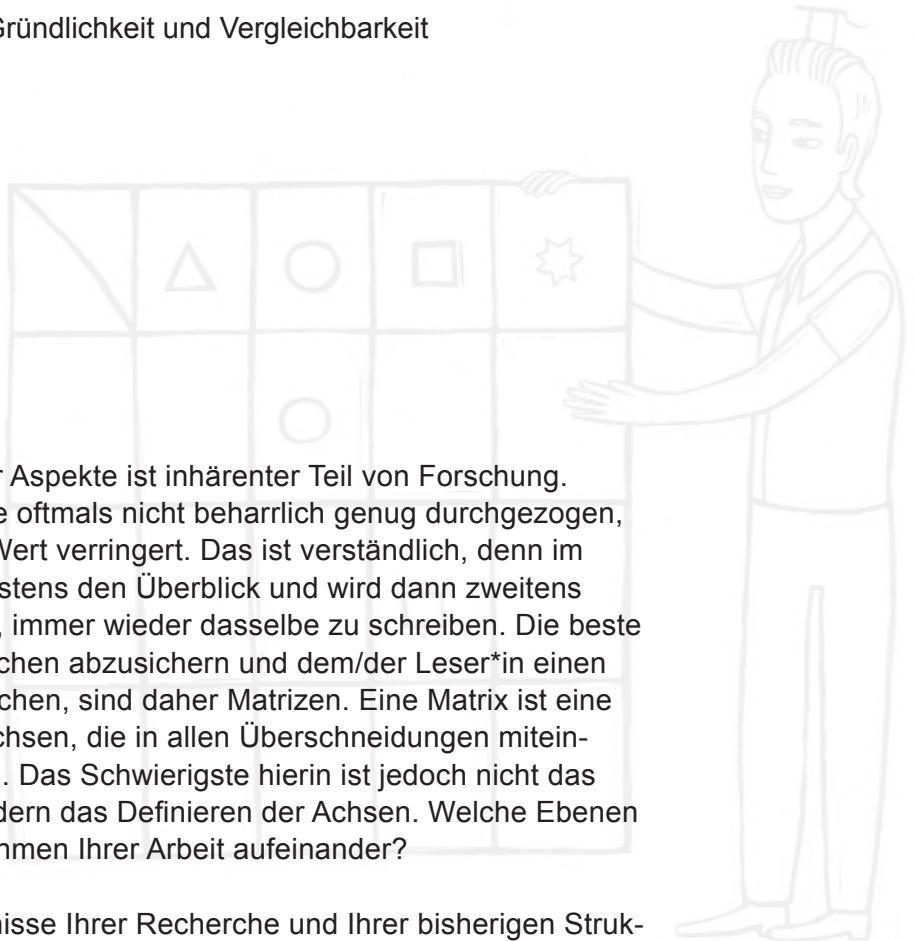 Gründlichkeit und Vergleichbarkeit
r Aspekte ist inhärenter Teil von Forschung.
e oftmals nicht beharrlich genug durchgezogen,
Wert verringert. Das ist verständlich, denn im
stens den Überblick und wird dann zweitens
, immer wieder dasselbe zu schreiben. Die beste
chen abzusichern und dem/der Leser*in einen
chen, sind daher Matrizen. Eine Matrix ist eine
chsen, die in allen Überschneidungen mitein-
. Das Schwierigste hierin ist jedoch nicht das
dern das Definieren der Achsen. Welche Ebenen
hmen Ihrer Arbeit aufeinander?
nisse Ihrer Recherche und Ihrer bisherigen Struk-